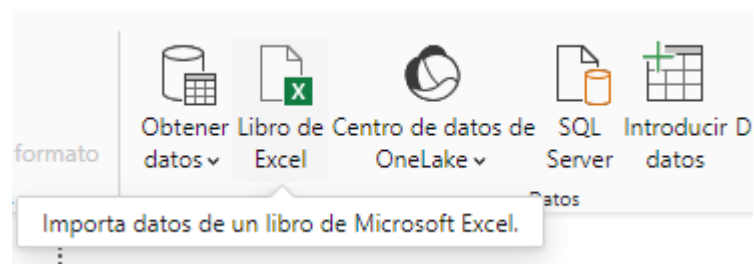 formato
Obtener
datos
Libro de
Excel
Centro de datos de
OneLake
SQL
Server
Introducir
datos
D
Datos
Importa datos de un libro de Microsoft Excel.